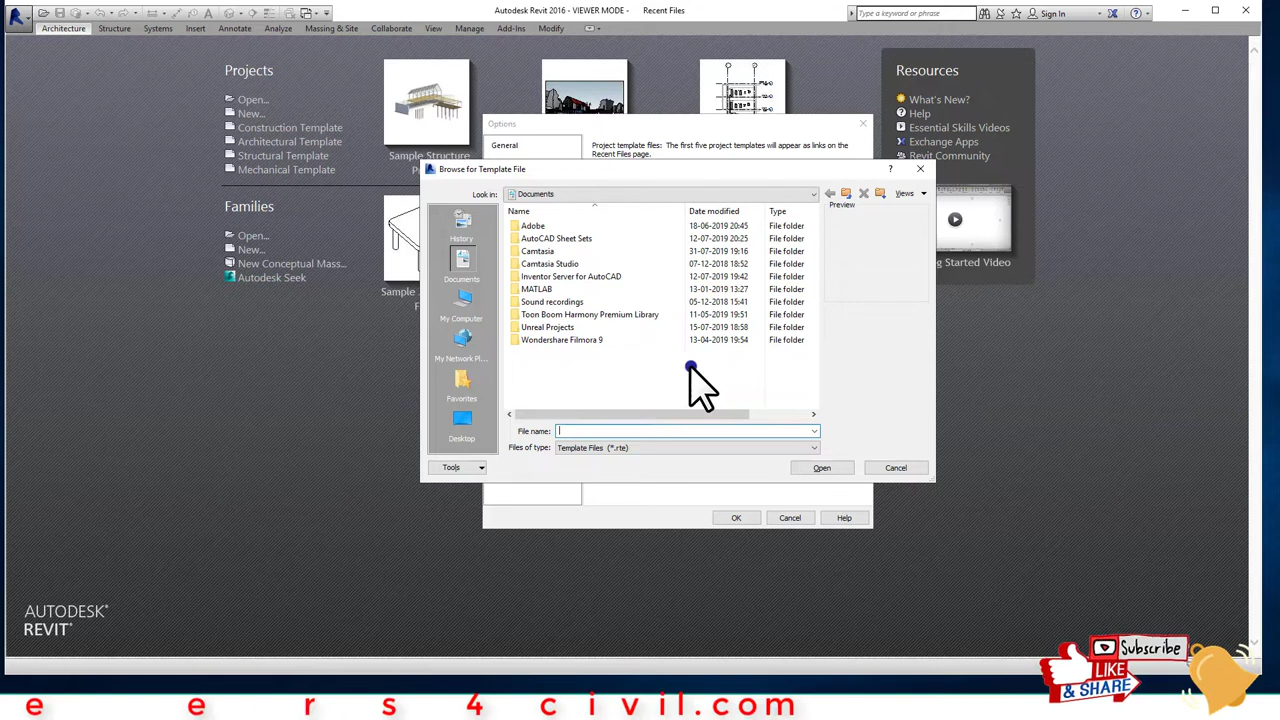 Autodesk Revit 2016 - VIEWER MODE - Recent Files
Type a keyword or phrase
Sign In
Architecture Structure Systems Insert Annotate Analyze Massing & Site Collaborate View Manage Add-Ins Modify
Projects
Open...
New...
Construction Template
Architectural Template
Structural Template
Mechanical Template
Families
Open...
New...
New Conceptual Mass...
Autodesk Seek
Sample Structure
Resources
What's New?
Help
Essential Skills Videos
Exchange Apps
Revit Community
g Started Video
Options
General
Project template files: The first five project templates will appear as links on the
Recent Files page.
Browse for Template File
Look in: Documents
Views
Preview
History
Documents
My Computer
My Network Pl...
Favorites
Desktop
Name Date modified Type
Adobe 18-06-2019 20:45 File folder
AutoCAD Sheet Sets 12-07-2019 20:25 File folder
Camtasia 31-07-2019 19:16 File folder
Camtasia Studio 07-12-2018 18:52 File folder
Inventor Server for AutoCAD 12-07-2019 19:42 File folder
MATLAB 13-01-2019 13:27 File folder
Sound recordings 05-12-2018 15:41 File folder
Toon Boom Harmony Premium Library 11-05-2019 19:51 File folder
Unreal Projects 15-07-2019 18:58 File folder
Wondershare Filmora 9 13-04-2019 19:54 File folder
File name:
Files of type: Template Files (*.rte)
Tools Open Cancel
OK Cancel Help
AUTODESK®
REVIT®
Subscribe
LIKE
& SHARE
e e r s 4 c i v i l . c o m